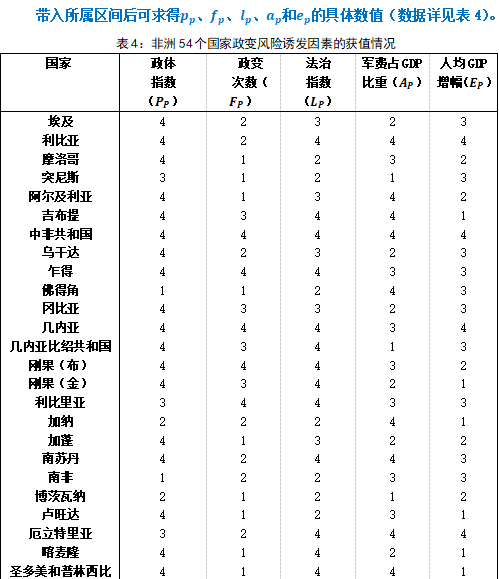 带入所属区间后可求得pₚ、fₚ、lₚ、aₚ和eₚ的具体数值（数据详见表 4）。
表 4：非洲 54 个国家政变风险诱发因素的获值情况
国家 政体指数（P_P） 政变次数（F_P） 法治指数（L_P） 军费占GDP比重（A_P） 人均GDP增幅（E_P）
埃及 4 2 3 2 3
利比亚 4 2 4 4 4
摩洛哥 4 1 2 3 2
突尼斯 3 1 2 1 3
阿尔及利亚 4 1 3 4 2
吉布提 4 3 4 4 1
中非共和国 4 4 4 4 4
乌干达 4 2 3 2 3
乍得 4 4 4 3 3
佛得角 1 1 2 4 3
冈比亚 4 3 3 2 3
几内亚 4 4 4 3 4
几内亚比绍共和国 4 3 4 1 3
刚果（布） 4 4 4 3 2
刚果（金） 4 3 4 2 1
利比里亚 3 4 4 3 3
加纳 2 2 2 4 1
加蓬 4 1 3 2 2
南苏丹 4 2 4 4 3
南非 1 2 2 3 3
博茨瓦纳 2 1 2 1 2
卢旺达 4 1 2 3 1
厄立特里亚 3 2 4 4 4
喀麦隆 4 1 4 2 1
圣多美和普林西比 4 1 4 4 1